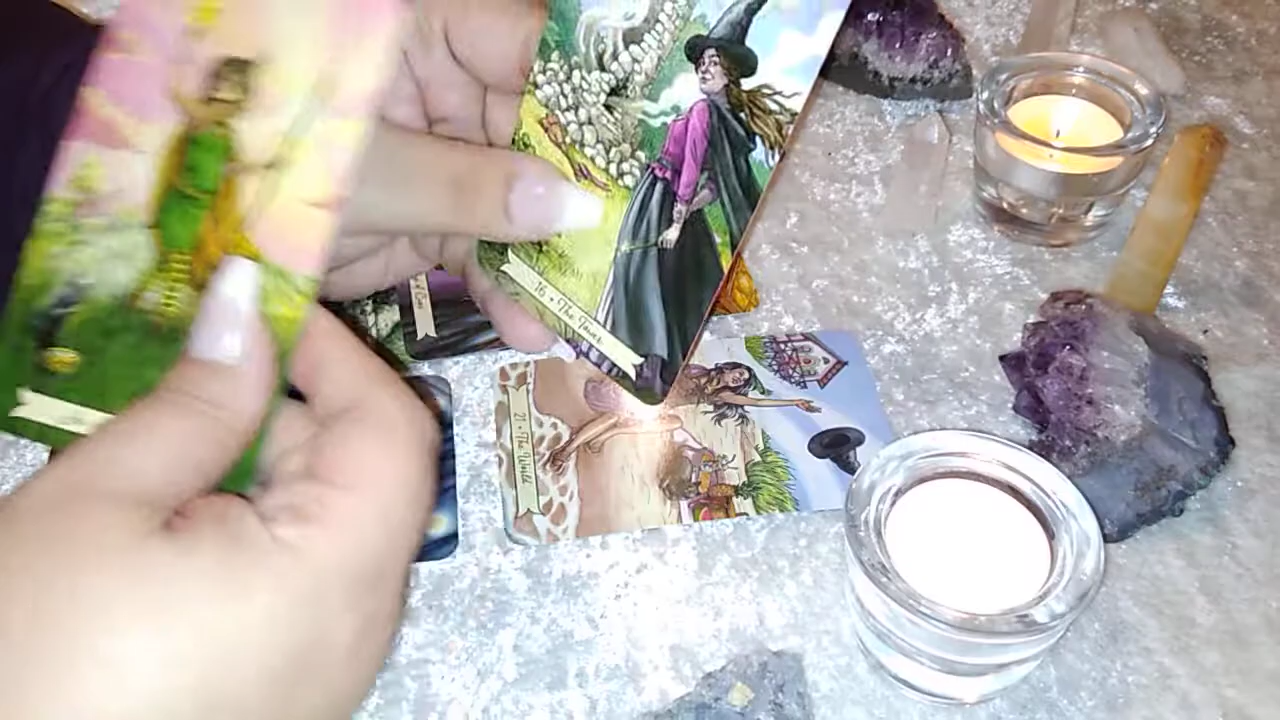 16 • The Tower
21 • The World